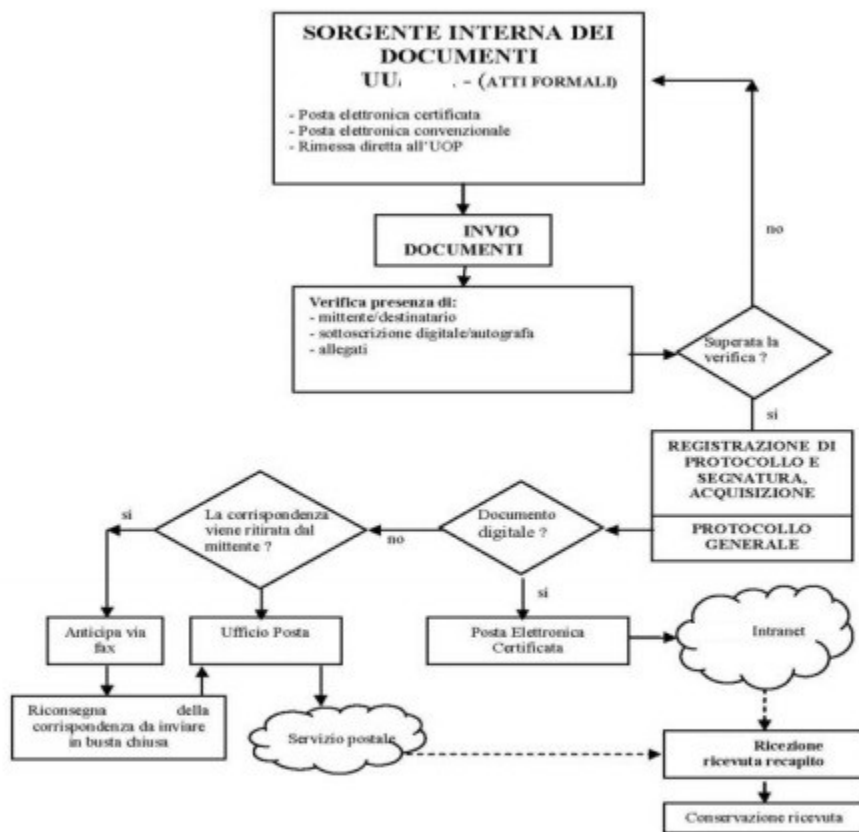 SORGENTE INTERNA DEI
DOCUMENTI
- (ATTI FORMALI)
- Posta elettronica certificata
- Posta elettronica convenzionale
- Rimessa diretta all'UOP
INVIO
DOCUMENTI
no
Verifica presenza di:
- mittente/destinatario
- sottoscrizione digitale/autografa
- allegati
Superata la
verifica ?
si
REGISTRAZIONE DI
PROTOCOLLO E
SEGNATURA,
ACQUISIZIONE
PROTOCOLLO
GENERALE
Documento
digitale ?
no
La corrispondenza
viene ritirata dal
mittente ?
si
si
Anticipa via
fax
Ufficio Posta
Posta Elettronica
Certificata
Intranet
Riconsegna della
corrispondenza da inviare
in busta chiusa
Servizio postale
Ricezione
ricevuta recapito
Conservazione ricevuta